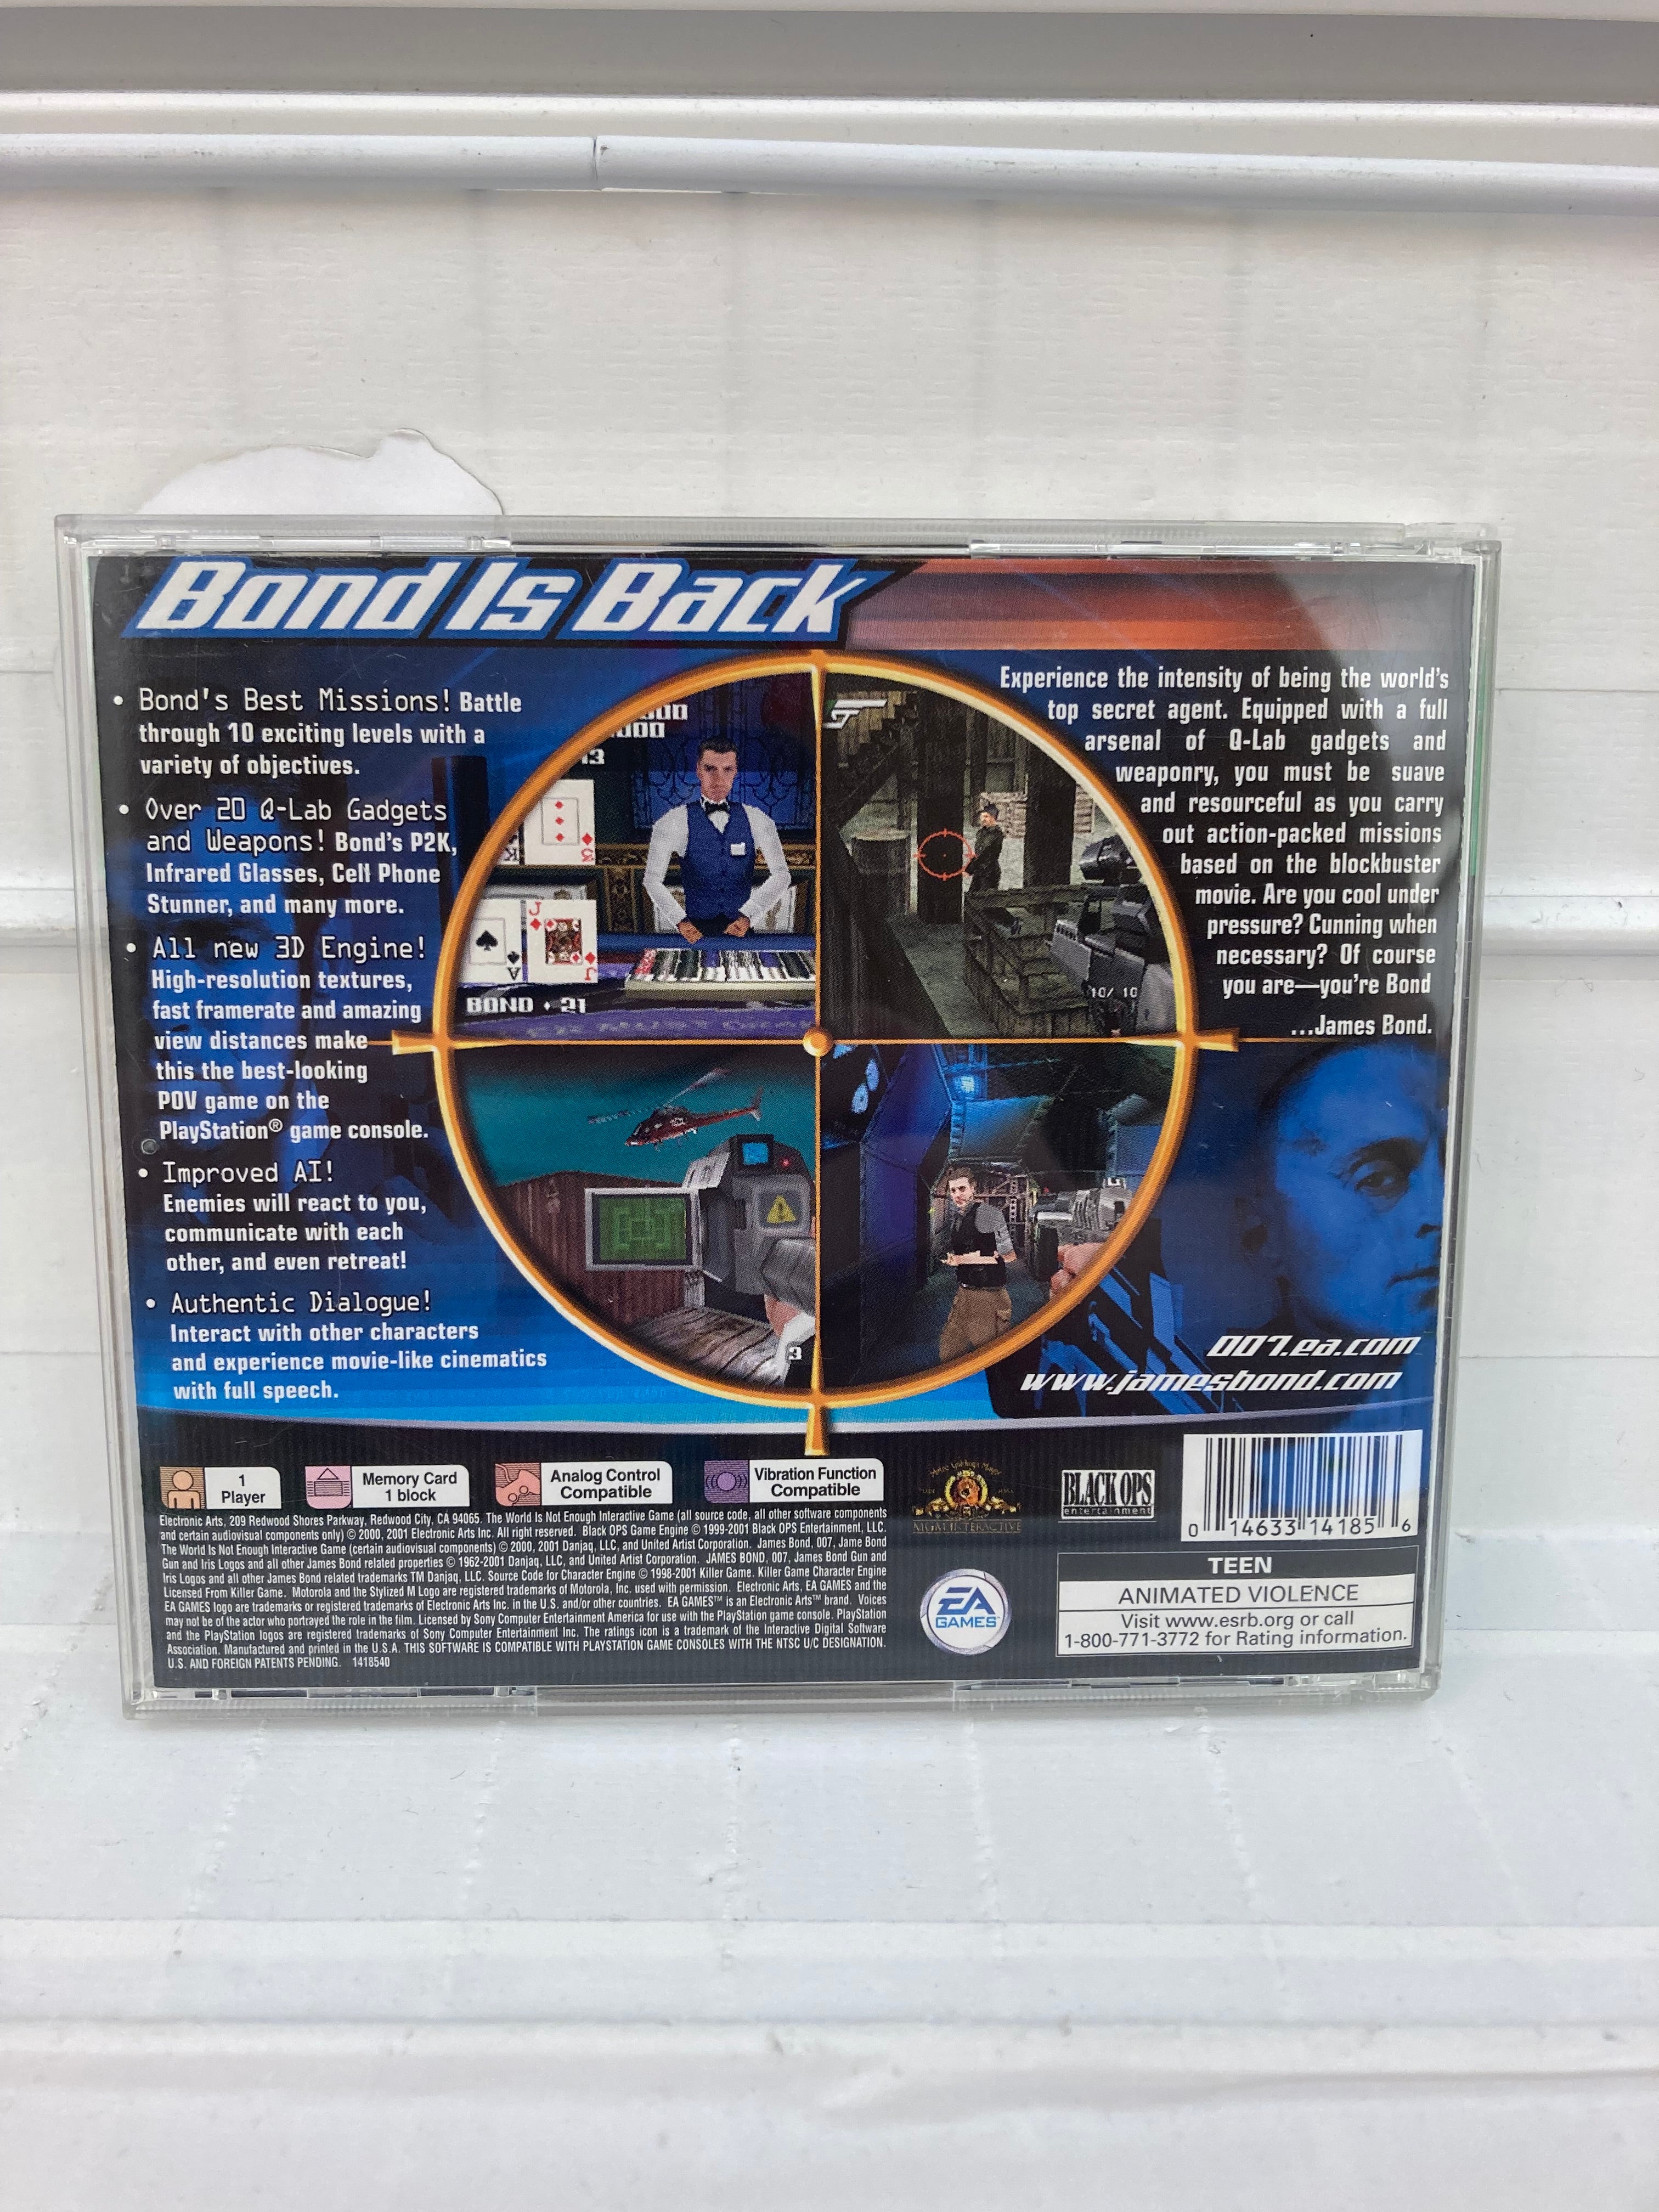 Bond Is Back
• Bond's Best Missions! Battle
through 10 exciting levels with a
variety of objectives.
• Over 20 Q-Lab Gadgets
and Weapons! Bond's P2K,
Infrared Glasses, Cell Phone
Stunner, and many more.
• All new 3D Engine!
High-resolution textures,
fast framerate and amazing
view distances make
this the best-looking
POV game on the
PlayStation® game console.
• Improved AI!
Enemies will react to you,
communicate with each
other, and even retreat!
• Authentic Dialogue!
Interact with other characters
and experience movie-like cinematics
with full speech.
13
K
J
A
J
BOND ♦ 21
10/ 10
3
Experience the intensity of being the world's
top secret agent. Equipped with a full
arsenal of Q-Lab gadgets and
weaponry, you must be suave
and resourceful as you carry
out action-packed missions
based on the blockbuster
movie. Are you cool under
pressure? Cunning when
necessary? Of course
you are—you're Bond
...James Bond.
007.ea.com
www.jamesbond.com
1
Player
Memory Card
1 block
Analog Control
Compatible
Vibration Function
Compatible
Electronic Arts, 209 Redwood Shores Parkway, Redwood City, CA 94065. The World Is Not Enough Interactive Game (all source code, all other software components
and certain audiovisual components only) © 2000, 2001 Electronic Arts Inc. All right reserved. Black OPS Game Engine © 1999-2001 Black OPS Entertainment, LLC.
The World Is Not Enough Interactive Game (certain audiovisual components) © 2000, 2001 Danjaq, LLC, and United Artist Corporation. James Bond, 007, Jame Bond
Gun and Iris Logos and all other James Bond related properties © 1962-2001 Danjaq, LLC, and United Artist Corporation. JAMES BOND, 007, James Bond Gun and
Iris Logos and all other James Bond related trademarks TM Danjaq, LLC. Source Code for Character Engine © 1998-2001 Killer Game. Killer Game Character Engine
Licensed From Killer Game. Motorola and the Stylized M Logo are registered trademarks of Motorola, Inc. used with permission. Electronic Arts, EA GAMES and the
EA GAMES logo are trademarks or registered trademarks of Electronic Arts Inc. in the U.S. and/or other countries. EA GAMES™ is an Electronic Arts™ brand. Voices
may not be of the actor who portrayed the role in the film. Licensed by Sony Computer Entertainment America for use with the PlayStation game console. PlayStation
and the PlayStation logos are registered trademarks of Sony Computer Entertainment Inc. The ratings icon is a trademark of the Interactive Digital Software
Association. Manufactured and printed in the U.S.A. THIS SOFTWARE IS COMPATIBLE WITH PLAYSTATION GAME CONSOLES WITH THE NTSC U/C DESIGNATION.
U.S. AND FOREIGN PATENTS PENDING. 1418540
MGM INTERACTIVE
BLACK OPS
entertainment
EA
GAMES™
0 14633 14185 6
TEEN
ANIMATED VIOLENCE
Visit www.esrb.org or call
1-800-771-3772 for Rating information.